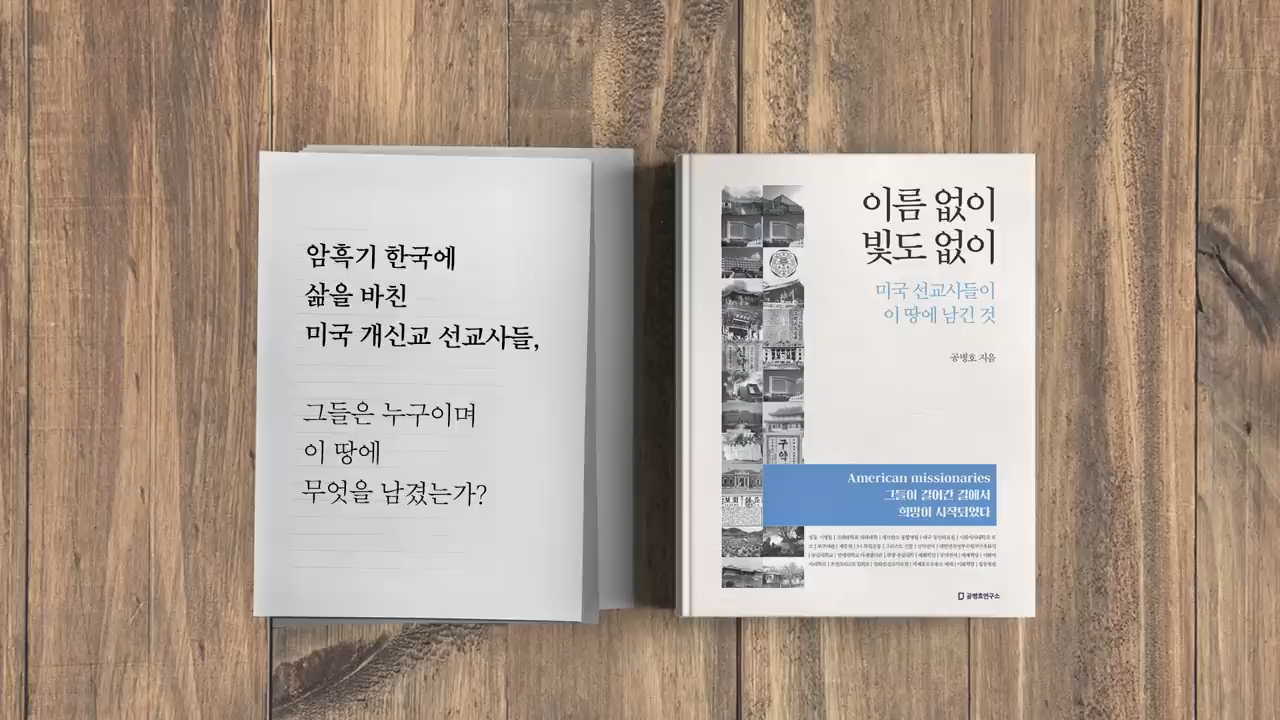 암흑기 한국에
삶을 바친
미국 개신교 선교사들,
그들은 누구이며
이 땅에
무엇을 남겼는가?
이름 없이
빛도 없이
미국 선교사들이
이 땅에 남긴 것
공병호 지음
구약
American missionaries
그들이 걸어간 길에서
희망이 시작되었다
공병호연구소